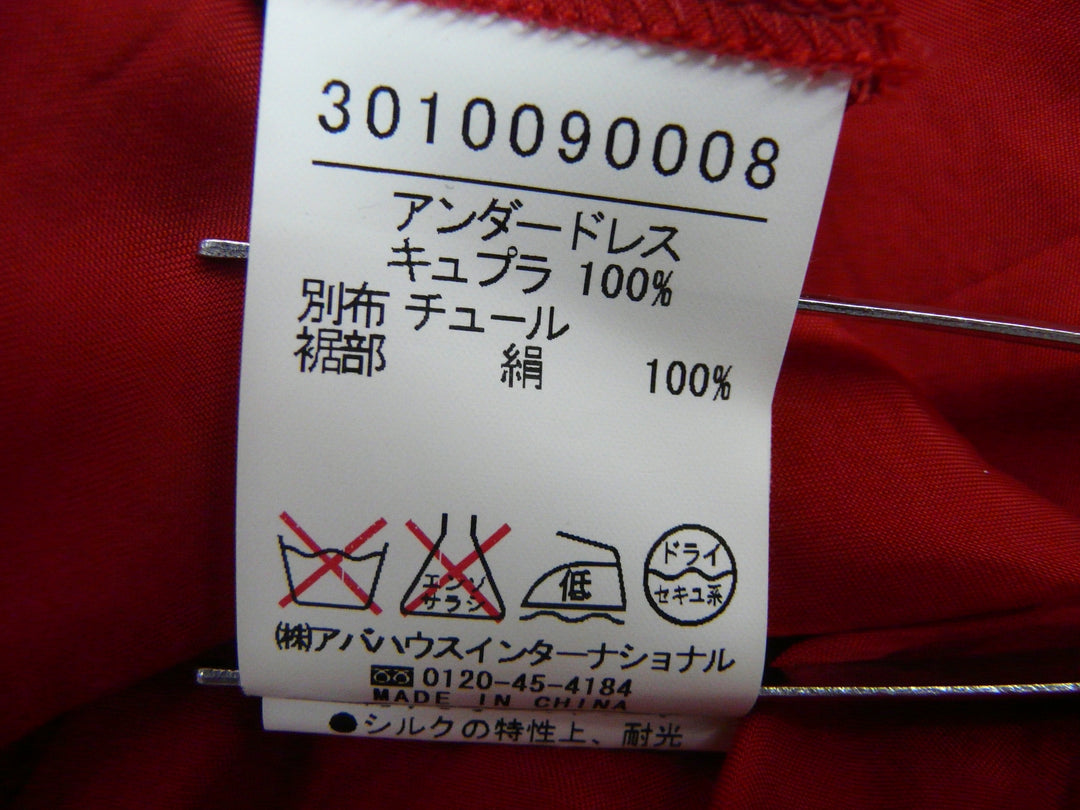 3010090008
アンダードレス
キュプラ 100%
別布 チュール
裾部 絹 100%
エンソ
サラシ
低
ドライ
セキユ系
㈱アバハウスインターナショナル
0120-45-4184
MADE IN CHINA
●シルクの特性上、耐光